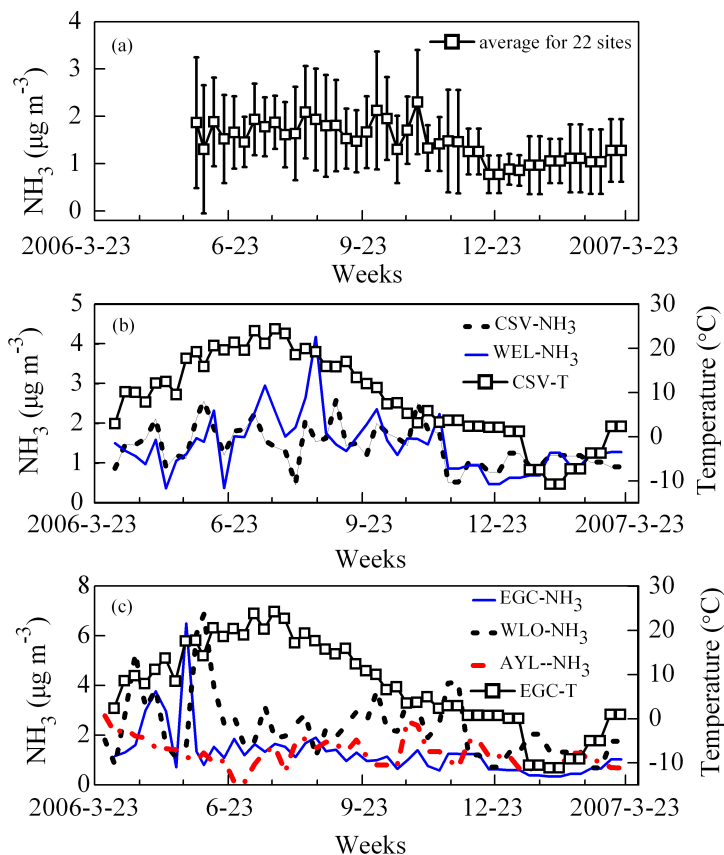 4
(a)
average for 22 sites
3
2
1
0
NH3 (μg m−3)
2006-3-23
6-23
9-23
12-23
2007-3-23
Weeks
5
(b)
30
4
CSV-NH3
WEL-NH3
CSV-T
20
3
10
2
0
1
-10
0
NH3 (μg m−3)
Temperature (°C)
2006-3-23
6-23
9-23
12-23
2007-3-23
Weeks
8
(c)
30
EGC-NH3
WLO-NH3
AYL--NH3
EGC-T
6
20
10
4
0
2
-10
0
NH3 (μg m−3)
Temperature (°C)
2006-3-23
6-23
9-23
12-23
2007-3-23
Weeks